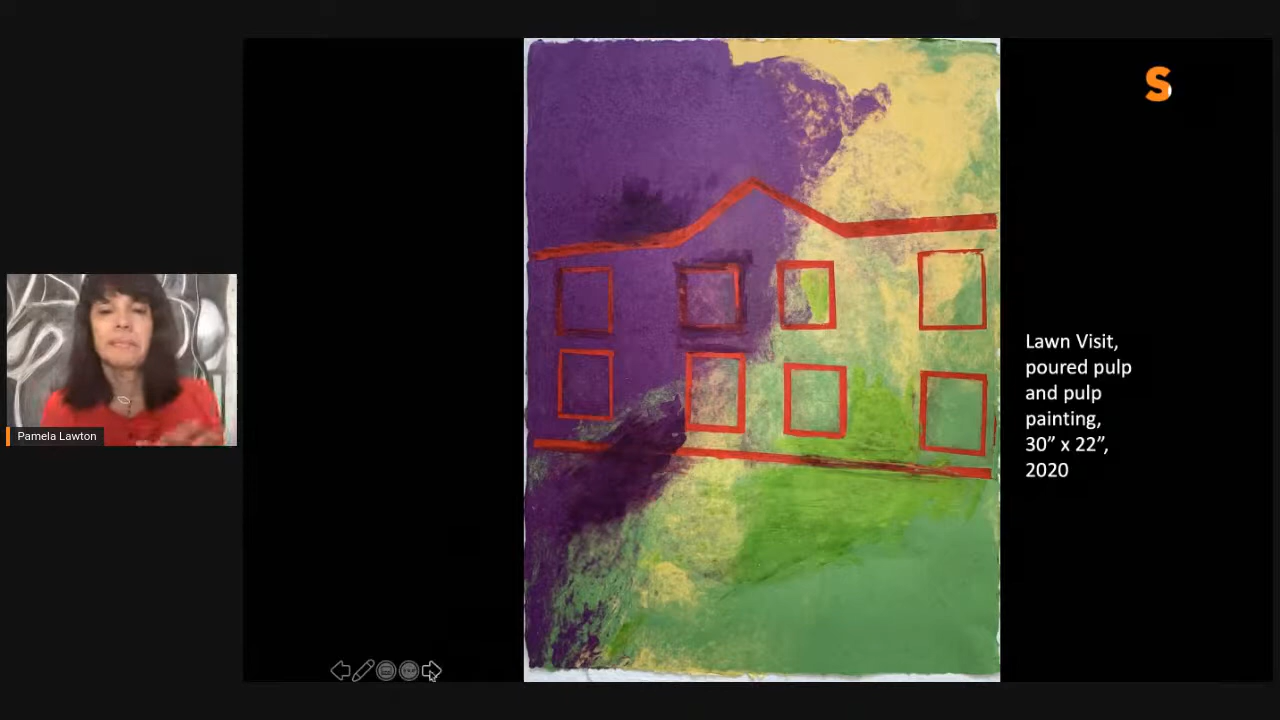 S
Pamela Lawton
Lawn Visit,
poured pulp
and pulp
painting,
30” x 22”,
2020